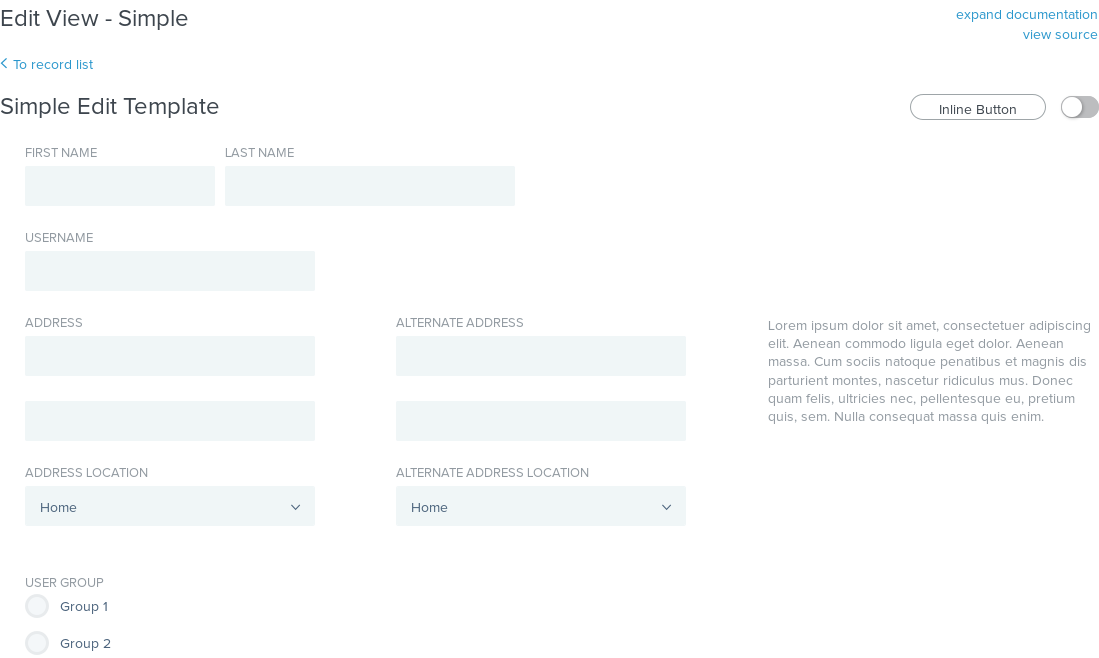 Edit View - Simple
expand documentation
view source
To record list
Simple Edit Template
Inline Button
FIRST NAME
LAST NAME
USERNAME
ADDRESS
ALTERNATE ADDRESS
Lorem ipsum dolor sit amet, consectetuer adipiscing
elit. Aenean commodo ligula eget dolor. Aenean
massa. Cum sociis natoque penatibus et magnis dis
parturient montes, nascetur ridiculus mus. Donec
quam felis, ultricies nec, pellentesque eu, pretium
quis, sem. Nulla consequat massa quis enim.
ADDRESS LOCATION
ALTERNATE ADDRESS LOCATION
Home
Home
USER GROUP
Group 1
Group 2